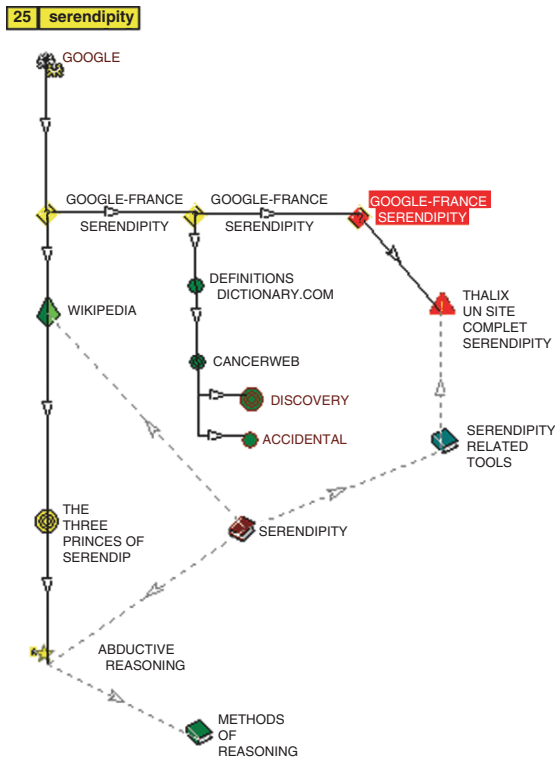 25 serendipity
GOOGLE
GOOGLE-FRANCE
SERENDIPITY
GOOGLE-FRANCE
SERENDIPITY
GOOGLE-FRANCE
SERENDIPITY
DEFINITIONS
DICTIONARY.COM
WIKIPEDIA
THALIX
UN SITE
COMPLET
SERENDIPITY
CANCERWEB
DISCOVERY
ACCIDENTAL
SERENDIPITY
RELATED
TOOLS
THE
THREE
PRINCES OF
SERENDIP
SERENDIPITY
ABDUCTIVE
REASONING
METHODS
OF
REASONING